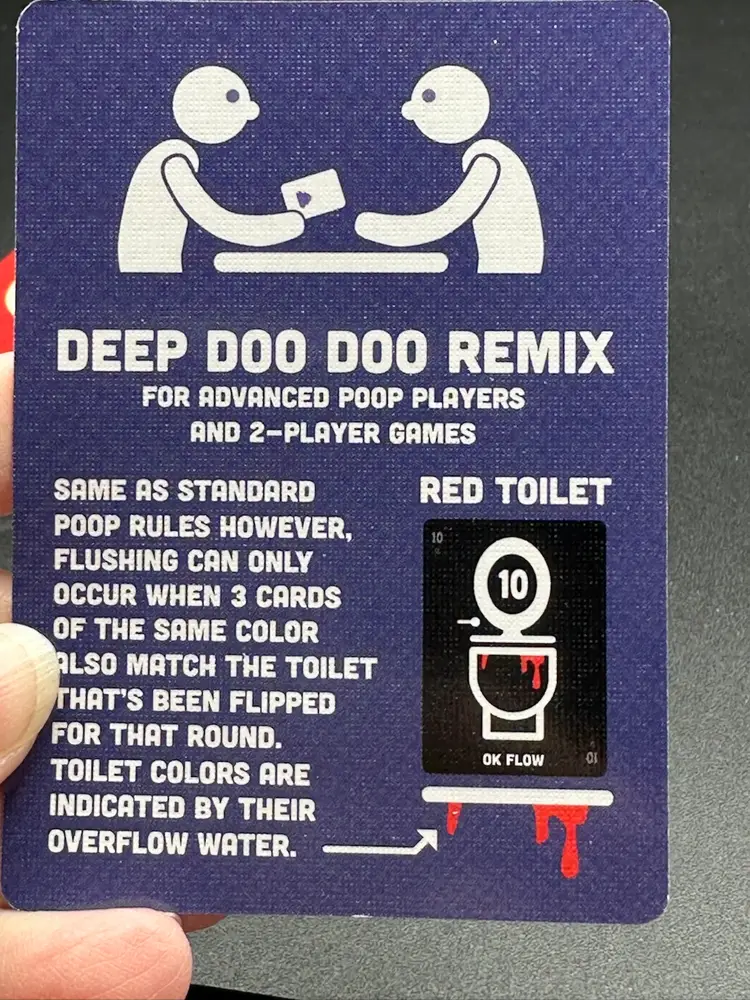 DEEP DOO DOO REMIX
FOR ADVANCED POOP PLAYERS
AND 2-PLAYER GAMES
SAME AS STANDARD
POOP RULES HOWEVER,
FLUSHING CAN ONLY
OCCUR WHEN 3 CARDS
OF THE SAME COLOR
ALSO MATCH THE TOILET
THAT'S BEEN FLIPPED
FOR THAT ROUND.
TOILET COLORS ARE
INDICATED BY THEIR
OVERFLOW WATER.
RED TOILET
10
10
OK FLOW
10